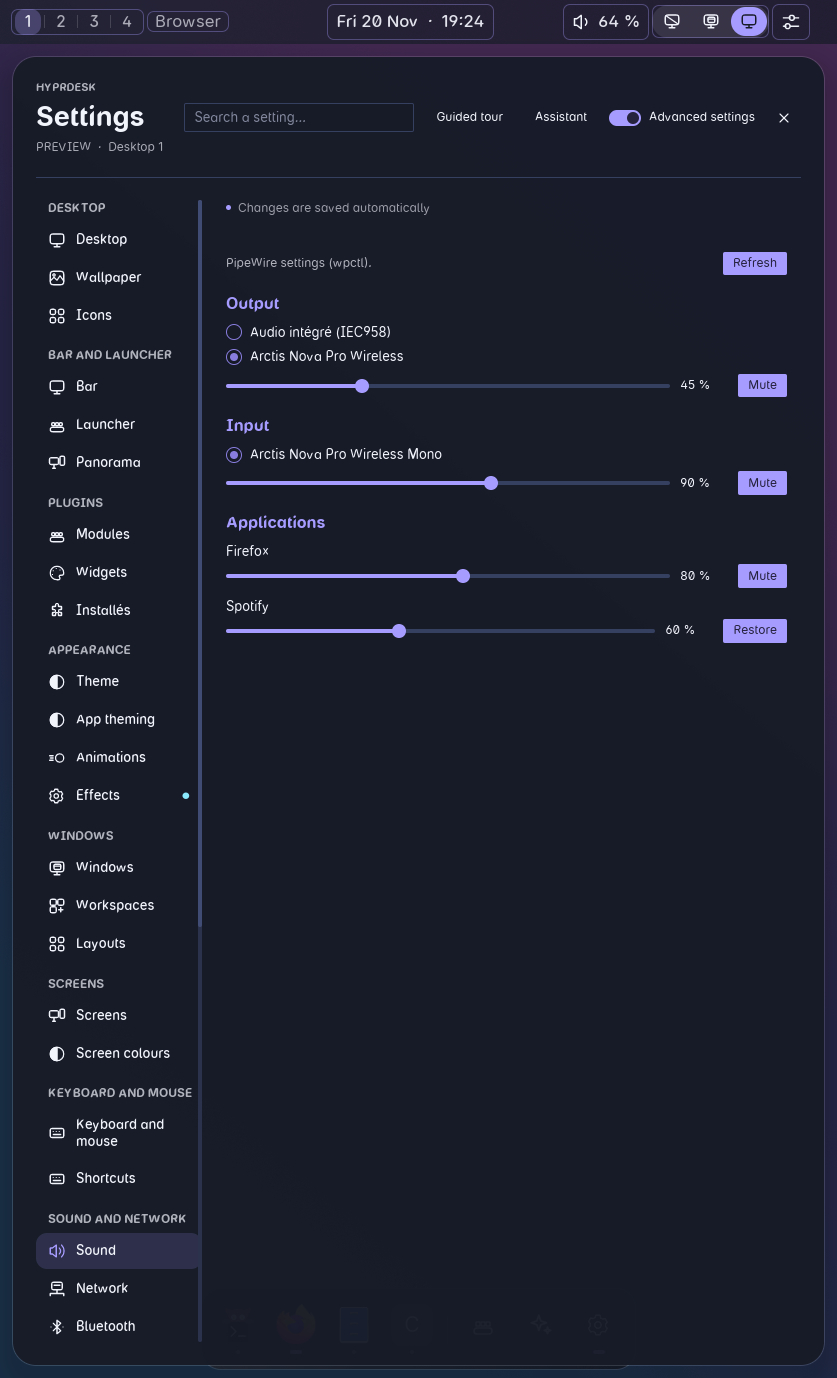 1 2 3 4 Browser Fri 20 Nov · 19:24 64 %
HYPRDESK
Settings
Search a setting...
Guided tour
Assistant
Advanced settings
PREVIEW · Desktop 1
DESKTOP
Desktop
Wallpaper
Icons
BAR AND LAUNCHER
Bar
Launcher
Panorama
PLUGINS
Modules
Widgets
Installés
APPEARANCE
Theme
App theming
Animations
Effects
WINDOWS
Windows
Workspaces
Layouts
SCREENS
Screens
Screen colours
KEYBOARD AND MOUSE
Keyboard and
mouse
Shortcuts
SOUND AND NETWORK
Sound
Network
Bluetooth
Changes are saved automatically
PipeWire settings (wpctl).
Refresh
Output
Audio intégré (IEC958)
Arctis Nova Pro Wireless
45 % Mute
Input
Arctis Nova Pro Wireless Mono
90 % Mute
Applications
Firefox
80 % Mute
Spotify
60 % Restore